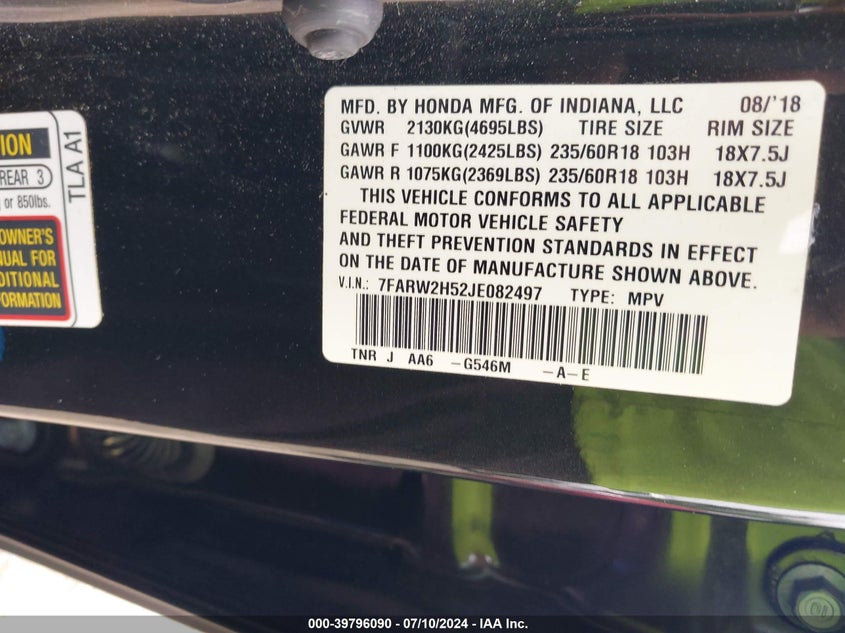 ION
REAR 3
or 850lbs.
OWNER'S
NUAL FOR
DITIONAL
FORMATION
TLA A1
MFD. BY HONDA MFG. OF INDIANA, LLC 08/'18
GVWR 2130KG(4695LBS) TIRE SIZE RIM SIZE
GAWR F 1100KG(2425LBS) 235/60R18 103H 18X7.5J
GAWR R 1075KG(2369LBS) 235/60R18 103H 18X7.5J
THIS VEHICLE CONFORMS TO ALL APPLICABLE
FEDERAL MOTOR VEHICLE SAFETY
AND THEFT PREVENTION STANDARDS IN EFFECT
ON THE DATE OF MANUFACTURE SHOWN ABOVE.
V.I.N.: 7FARW2H52JE082497 TYPE: MPV
TNR J AA6 -G546M -A-E
000-39796090 - 07/10/2024 - IAA Inc.